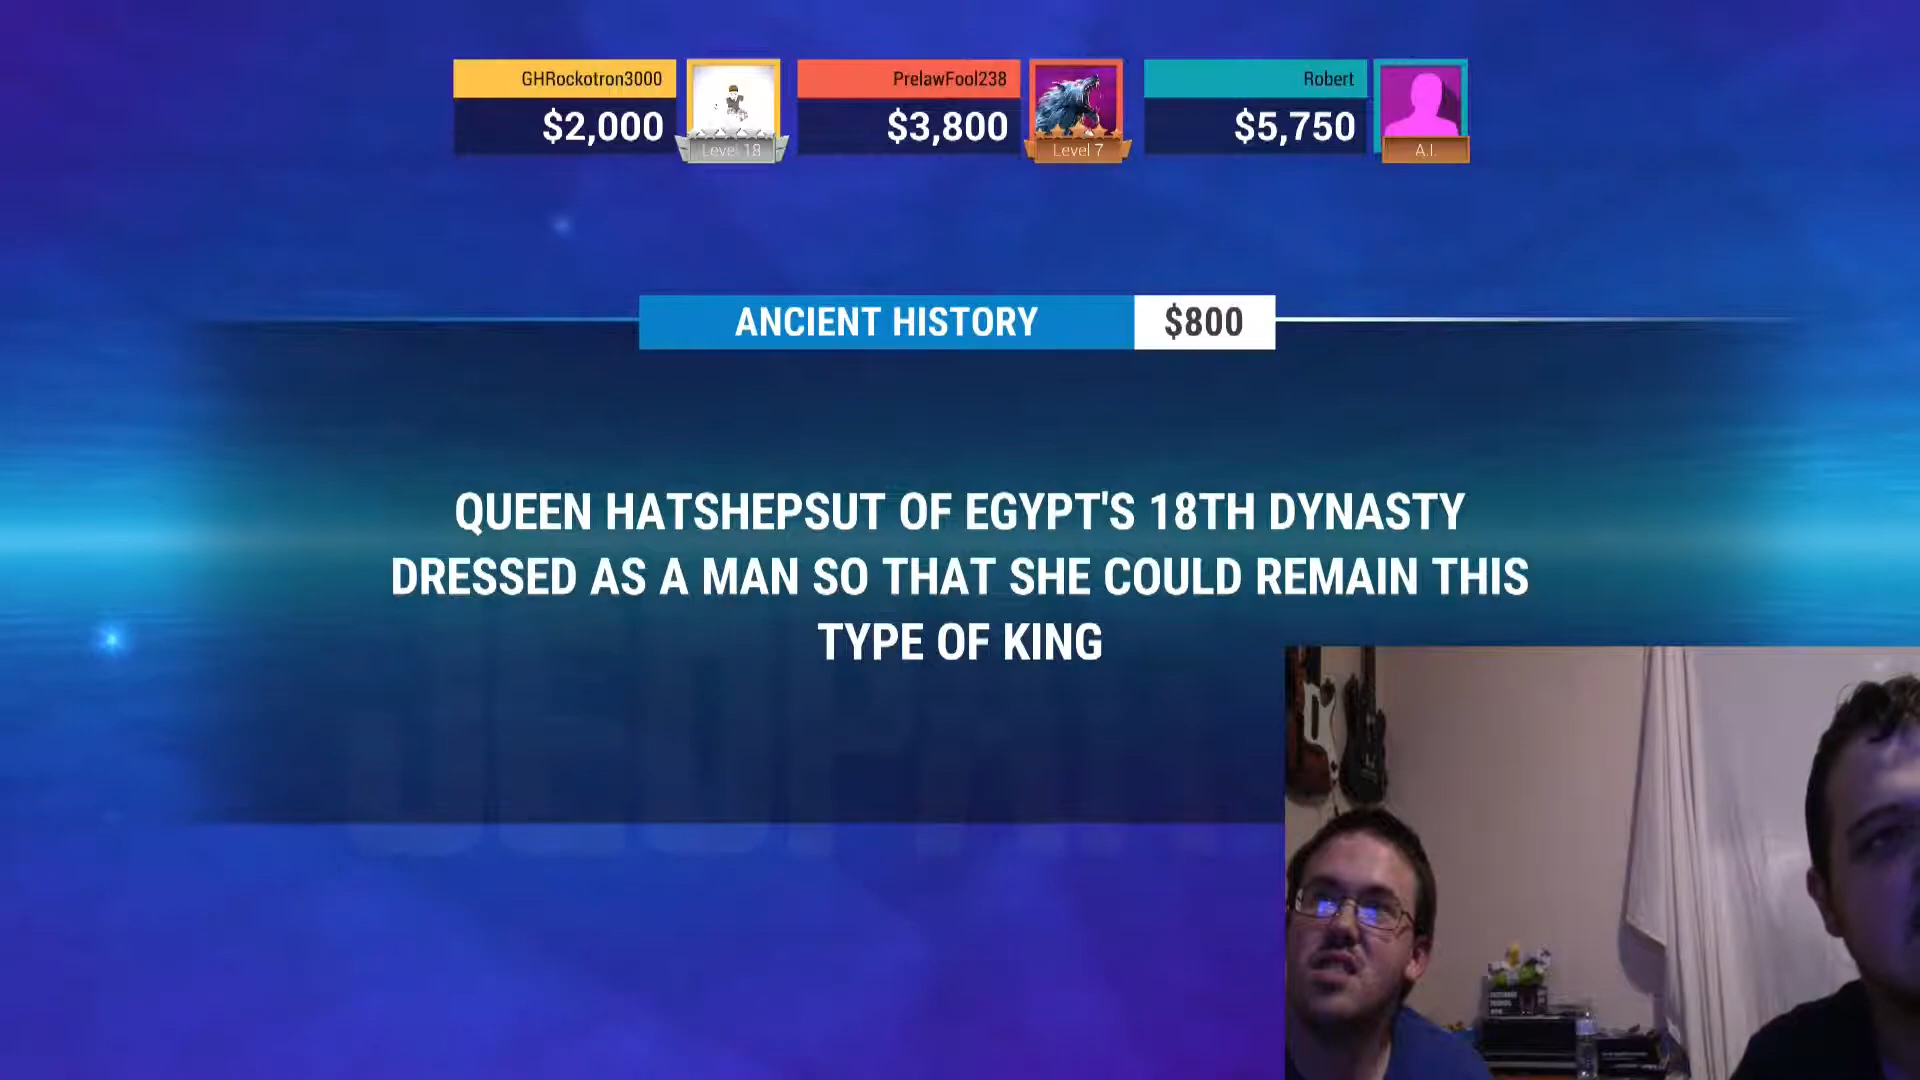 GHRockotron3000
$2,000
Level 18
PrelawFool238
$3,800
Level 7
Robert
$5,750
A.I.
ANCIENT HISTORY $800
QUEEN HATSHEPSUT OF EGYPT'S 18TH DYNASTY
DRESSED AS A MAN SO THAT SHE COULD REMAIN THIS
TYPE OF KING